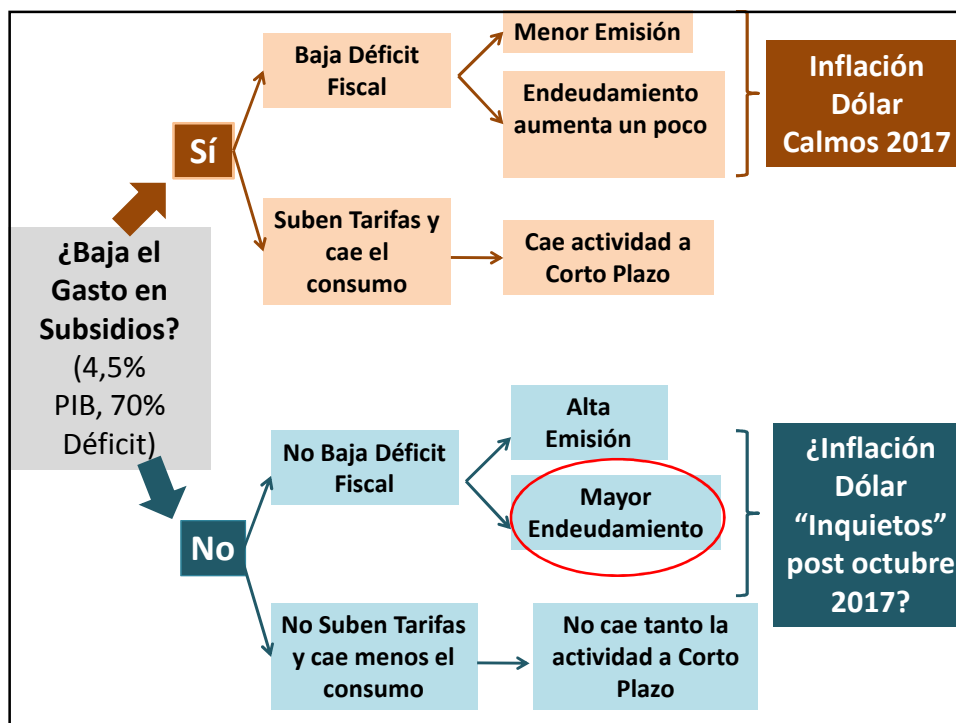 ¿Baja el
Gasto en
Subsidios?
(4,5%
PIB, 70%
Déficit)
Sí
Baja Déficit
Fiscal
Menor Emisión
Endeudamiento
aumenta un poco
Inflación
Dólar
Calmos 2017
Suben Tarifas y
cae el
consumo
Cae actividad a
Corto Plazo
No
No Baja Déficit
Fiscal
Alta
Emisión
Mayor
Endeudamiento
¿Inflación
Dólar
“Inquietos”
post octubre
2017?
No Suben Tarifas
y cae menos el
consumo
No cae tanto la
actividad a Corto
Plazo